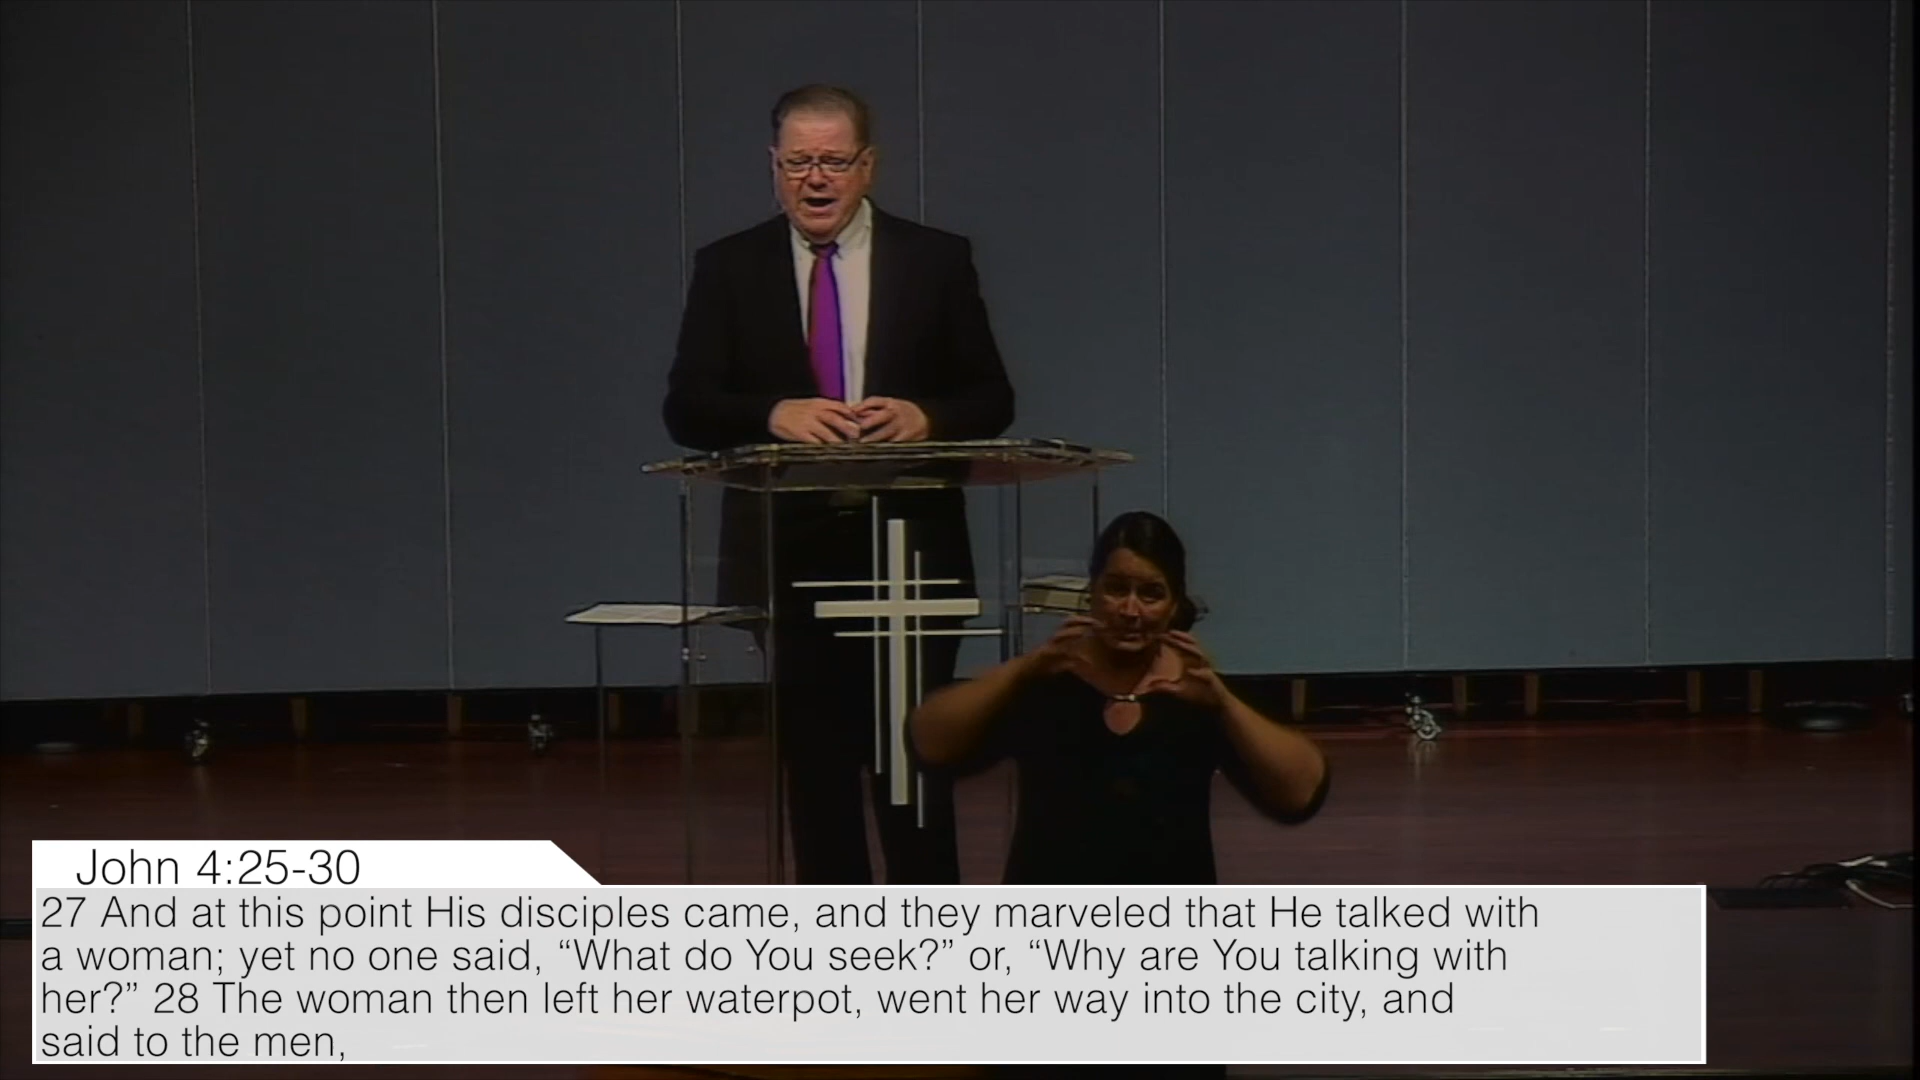 John 4:25-30
27 And at this point His disciples came, and they marveled that He talked with
a woman; yet no one said, “What do You seek?” or, “Why are You talking with
her?” 28 The woman then left her waterpot, went her way into the city, and
said to the men,